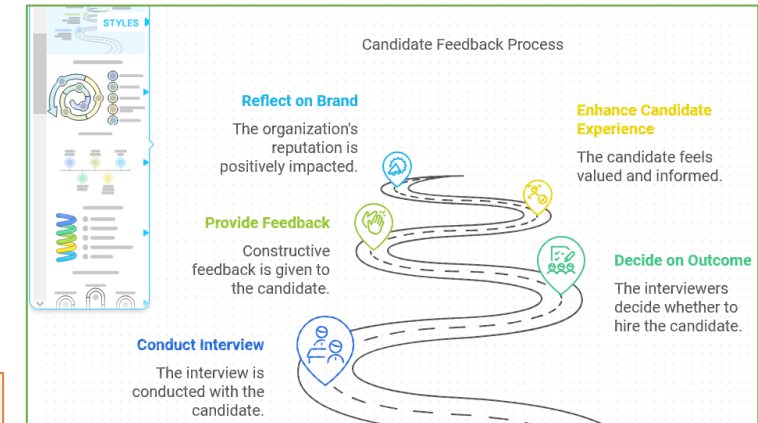 STYLES
Candidate Feedback Process
Reflect on Brand
The organization's
reputation is
positively impacted.
Enhance Candidate
Experience
The candidate feels
valued and informed.
Provide Feedback
Constructive
feedback is given to
the candidate.
Decide on Outcome
The interviewers
decide whether to
hire the candidate.
Conduct Interview
The interview is
conducted with the
candidate.